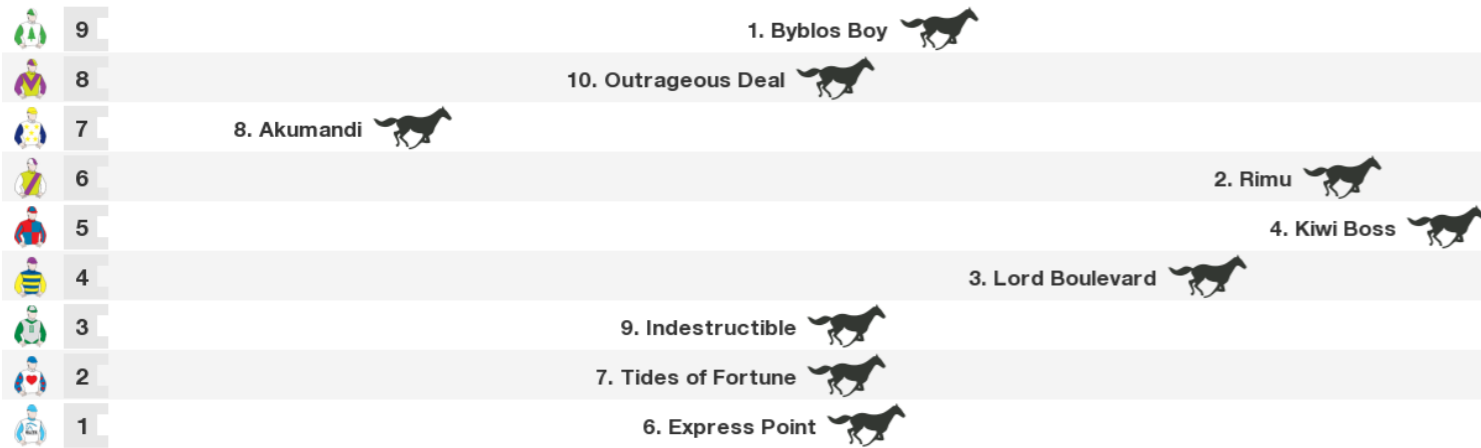 9 1. Byblos Boy
8 10. Outrageous Deal
7 8. Akumandi
6 2. Rimu
5 4. Kiwi Boss
4 3. Lord Boulevard
3 9. Indestructible
2 7. Tides of Fortune
1 6. Express Point